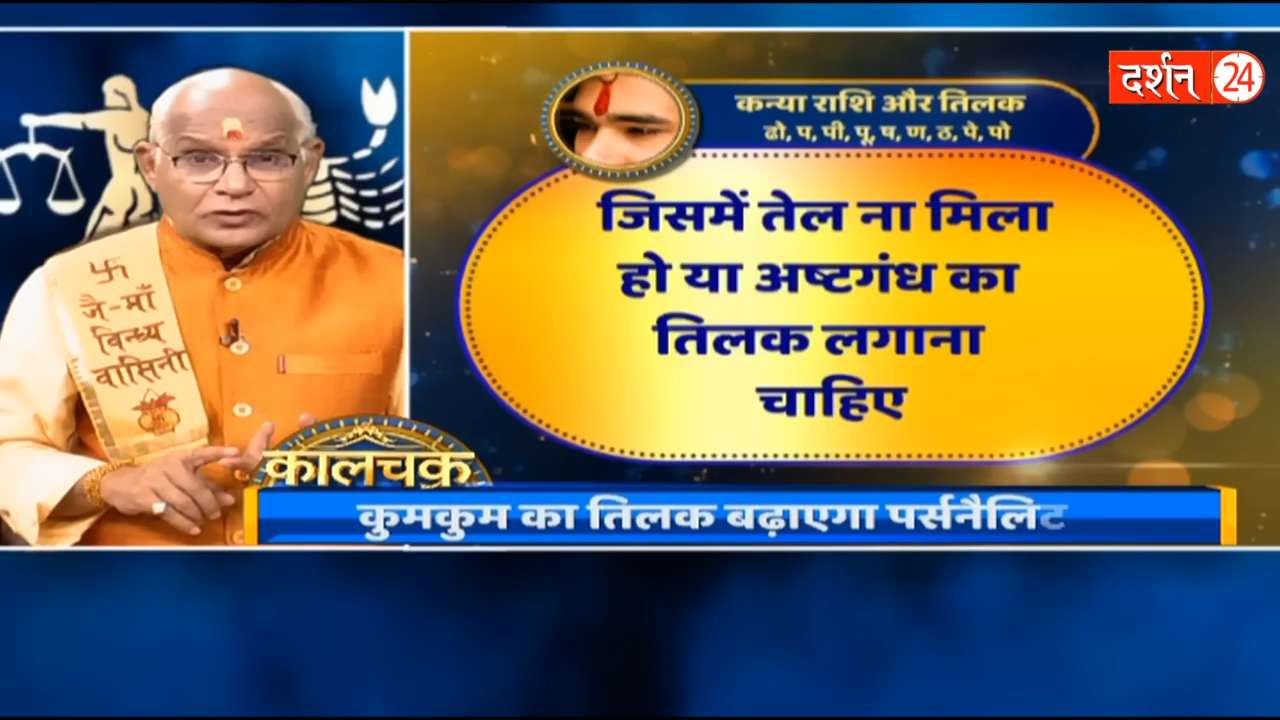 दर्शन 24
कन्या राशि और तिलक
ढो, प, पी, पू, ष, ण, ठ, पे, पो
जिसमें तेल ना मिला
हो या अष्टगंध का
तिलक लगाना
चाहिए
जै-माँ
विन्ध्य
वासिनी
कालचक्र
कुमकुम का तिलक बढ़ाएगा पर्सनैलिट